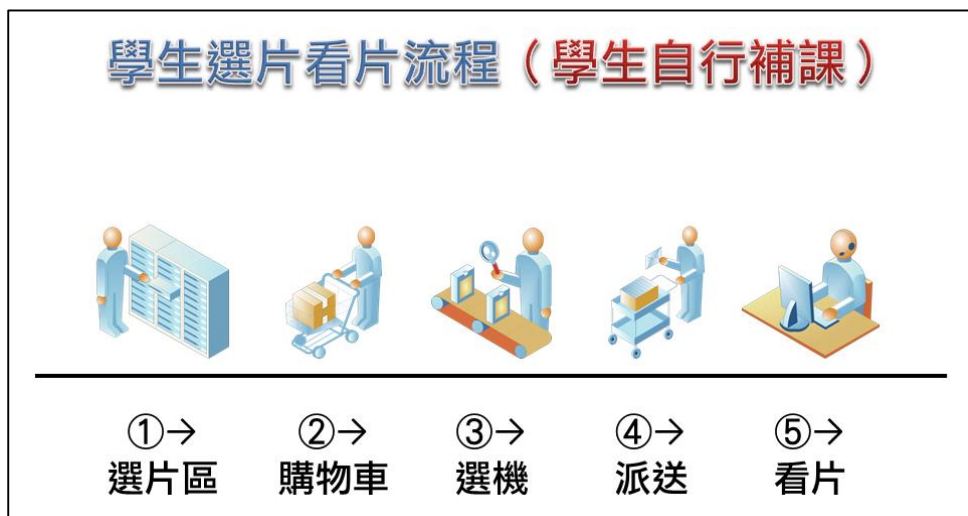 學生選片看片流程（學生自行補課）
①→ ②→ ③→ ④→ ⑤→
選片區 購物車 選機 派送 看片